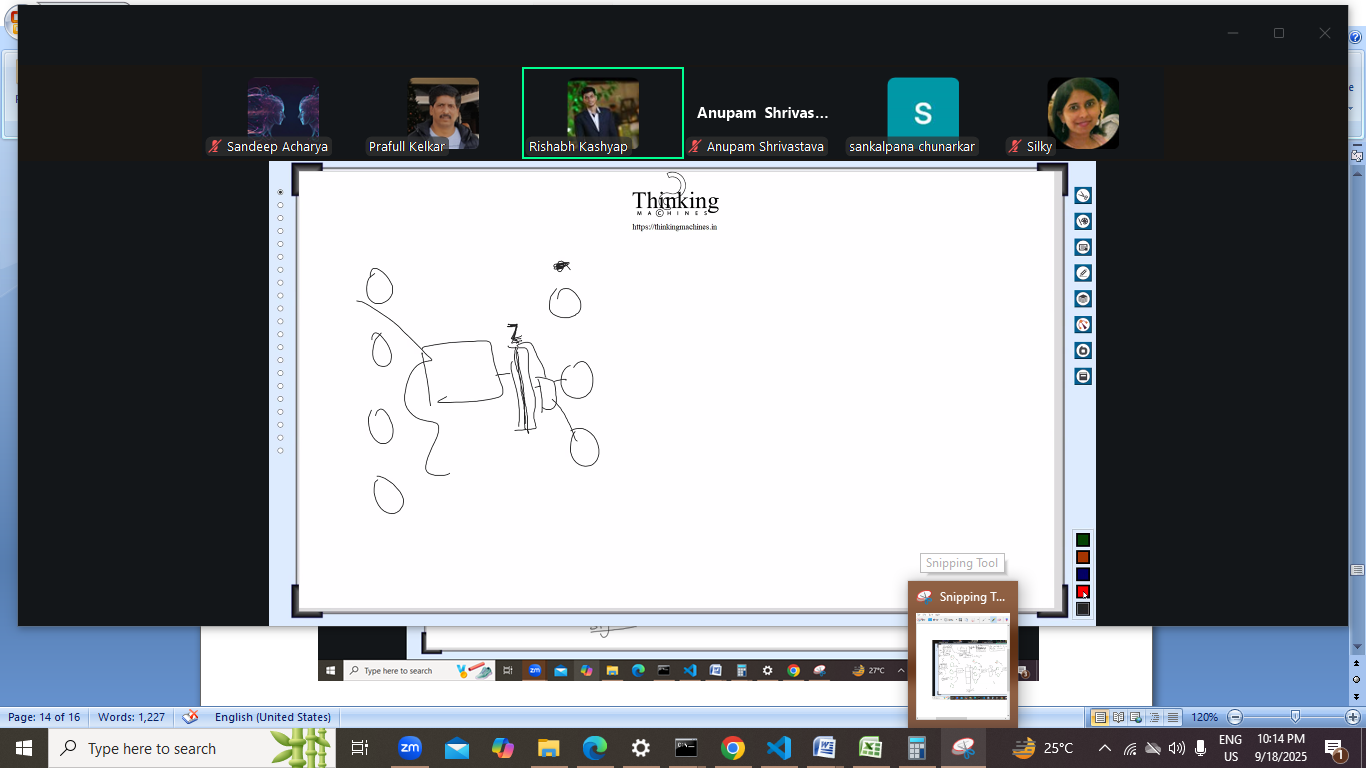 Anupam Shrivas...
S
Sandeep Acharya
Prafull Kelkar
Rishabh Kashyap
Anupam Shrivastava
sankalpana chunarkar
Silky
Thinking
MACHINES
https://thinkingmachines.in
Z
Snipping Tool
Snipping T...
Type here to search
27°C
Page: 14 of 16
Words: 1,227
English (United States)
120%
Type here to search
zm
25°C
ENG
US
10:14 PM
9/18/2025
1